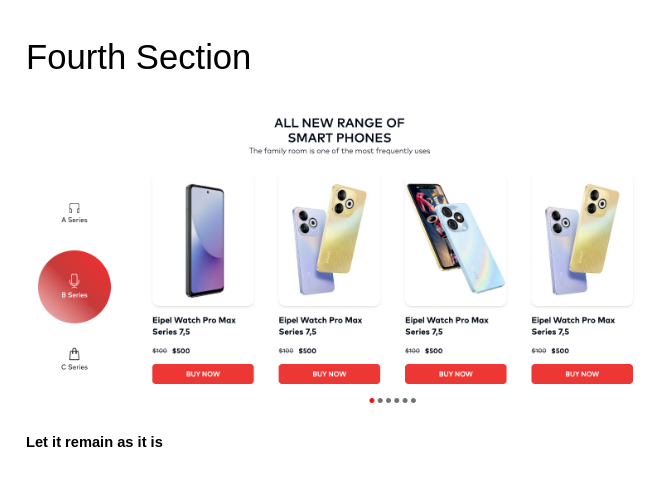 Fourth Section
ALL NEW RANGE OF
SMART PHONES
The family room is one of the most frequently uses
A Series
B Series
C Series
Eipel Watch Pro Max
Series 7,5
$100 $500
BUY NOW
Eipel Watch Pro Max
Series 7,5
$100 $500
BUY NOW
Eipel Watch Pro Max
Series 7,5
$100 $500
BUY NOW
Eipel Watch Pro Max
Series 7,5
$100 $500
BUY NOW
Let it remain as it is